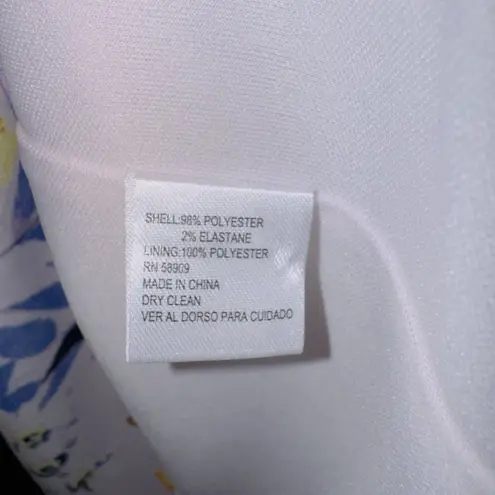 SHELL:98% POLYESTER
2% ELASTANE
LINING:100% POLYESTER
RN 58909
MADE IN CHINA
DRY CLEAN
VER AL DORSO PARA CUIDADO